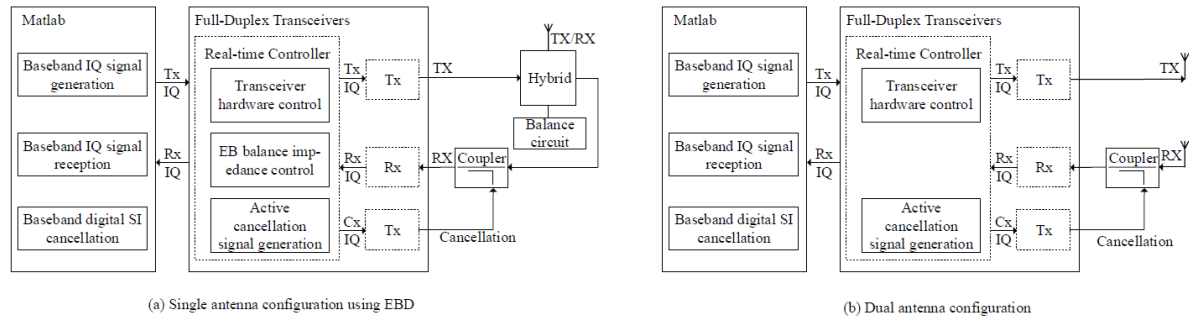 Matlab
Baseband IQ signal
generation
Baseband IQ signal
reception
Baseband digital SI
cancellation
Tx
IQ
Rx
IQ
Full-Duplex Transceivers
Real-time Controller
Transceiver
hardware control
EB balance imp-
edance control
Active
cancellation
signal generation
Tx
IQ
Rx
IQ
Cx
IQ
Tx
Rx
Tx
TX
TX/RX
Hybrid
Balance
circuit
RX
Coupler
Cancellation
(a) Single antenna configuration using EBD
Matlab
Baseband IQ signal
generation
Baseband IQ signal
reception
Baseband digital SI
cancellation
Tx
IQ
Rx
IQ
Full-Duplex Transceivers
Real-time Controller
Transceiver
hardware control
Active
cancellation
signal generation
Tx
IQ
Rx
IQ
Cx
IQ
Tx
Rx
Tx
TX
Coupler
RX
Cancellation
(b) Dual antenna configuration